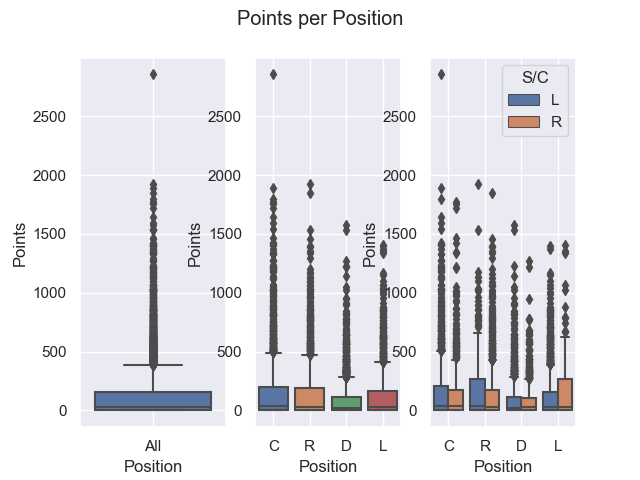 Points per Position
S/C
L
R
2500
2000
1500
1000
500
0
Points
All
Position
2500
2000
1500
1000
500
0
Points
C R D L
Position
2500
2000
1500
1000
500
0
Points
C R D L
Position